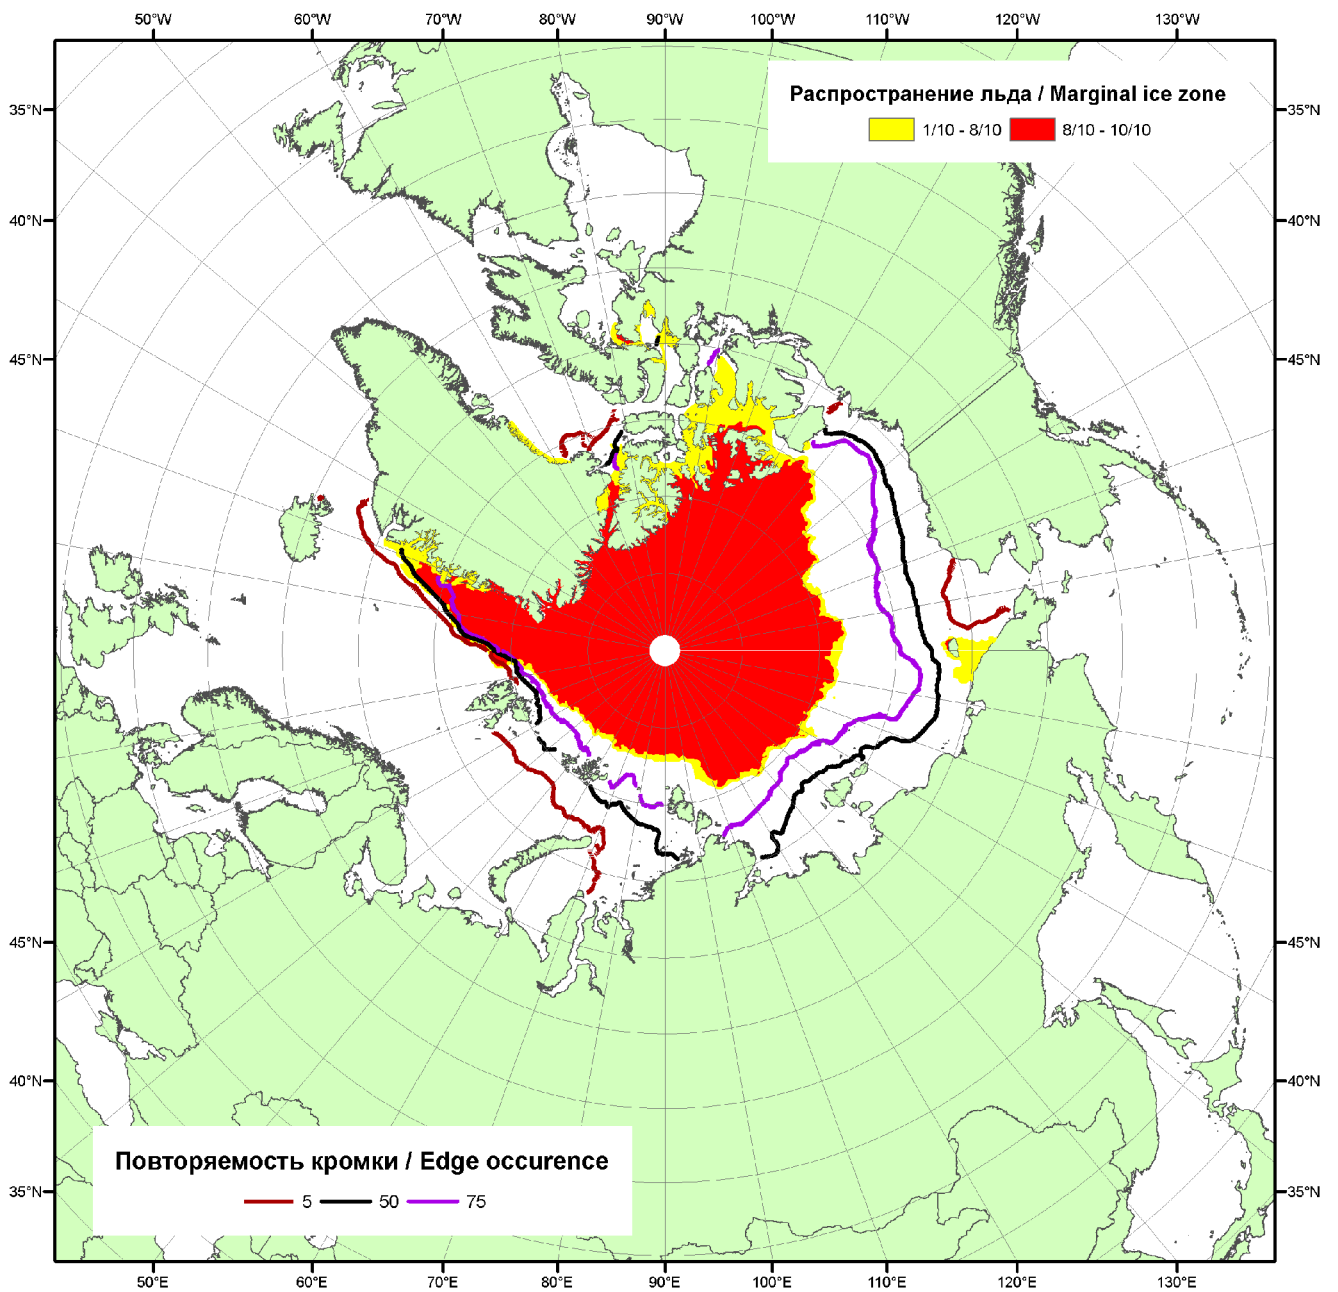 50°W 60°W 70°W 80°W 90°W 100°W 110°W 120°W 130°W
Распространение льда / Marginal ice zone
1/10 - 8/10 8/10 - 10/10
35°N 35°N
40°N 40°N
45°N 45°N
45°N 45°N
40°N 40°N
Повторяемость кромки / Edge occurence
35°N 35°N
5 50 75
50°E 60°E 70°E 80°E 90°E 100°E 110°E 120°E 130°E